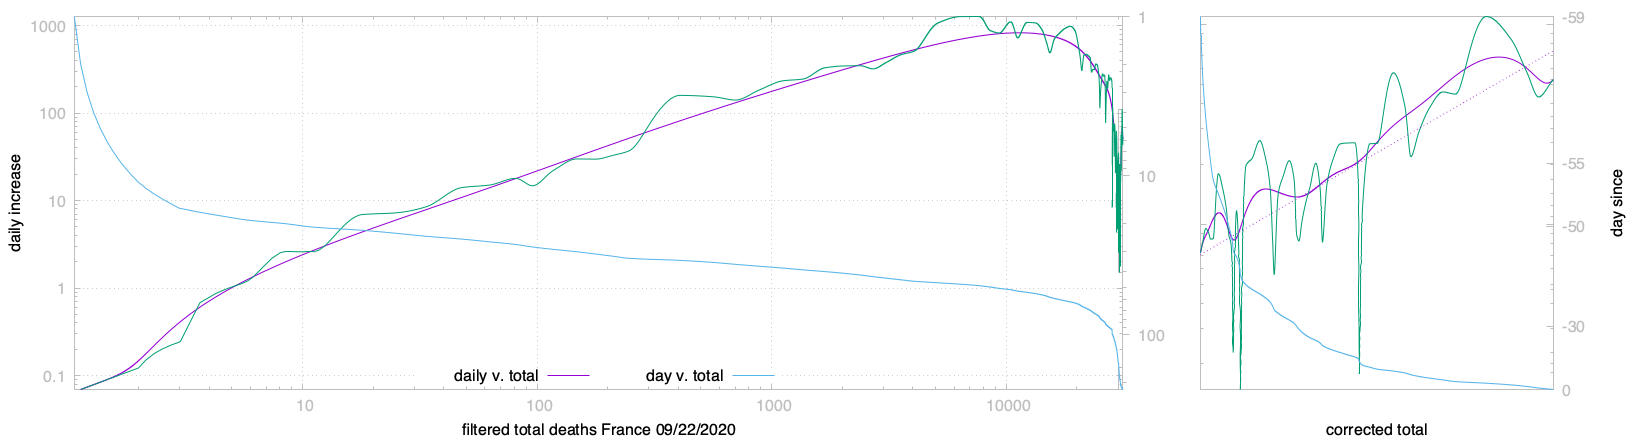 1000
100
10
1
0.1
daily increase
10
100
1000
10000
filtered total deaths France 09/22/2020
daily v. total
day v. total
1
10
100
-59
-55
-50
-30
0
day since
corrected total